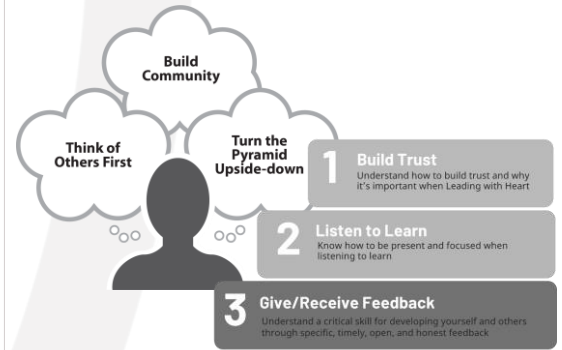 Build
Community
Think of
Others First
Turn the
Pyramid
Upside-down
1
Build Trust
Understand how to build trust and why
it's important when Leading with Heart
2
Listen to Learn
Know how to be present and focused when
listening to learn
3
Give/Receive Feedback
Understand a critical skill for developing yourself and others
through specific, timely, open, and honest feedback